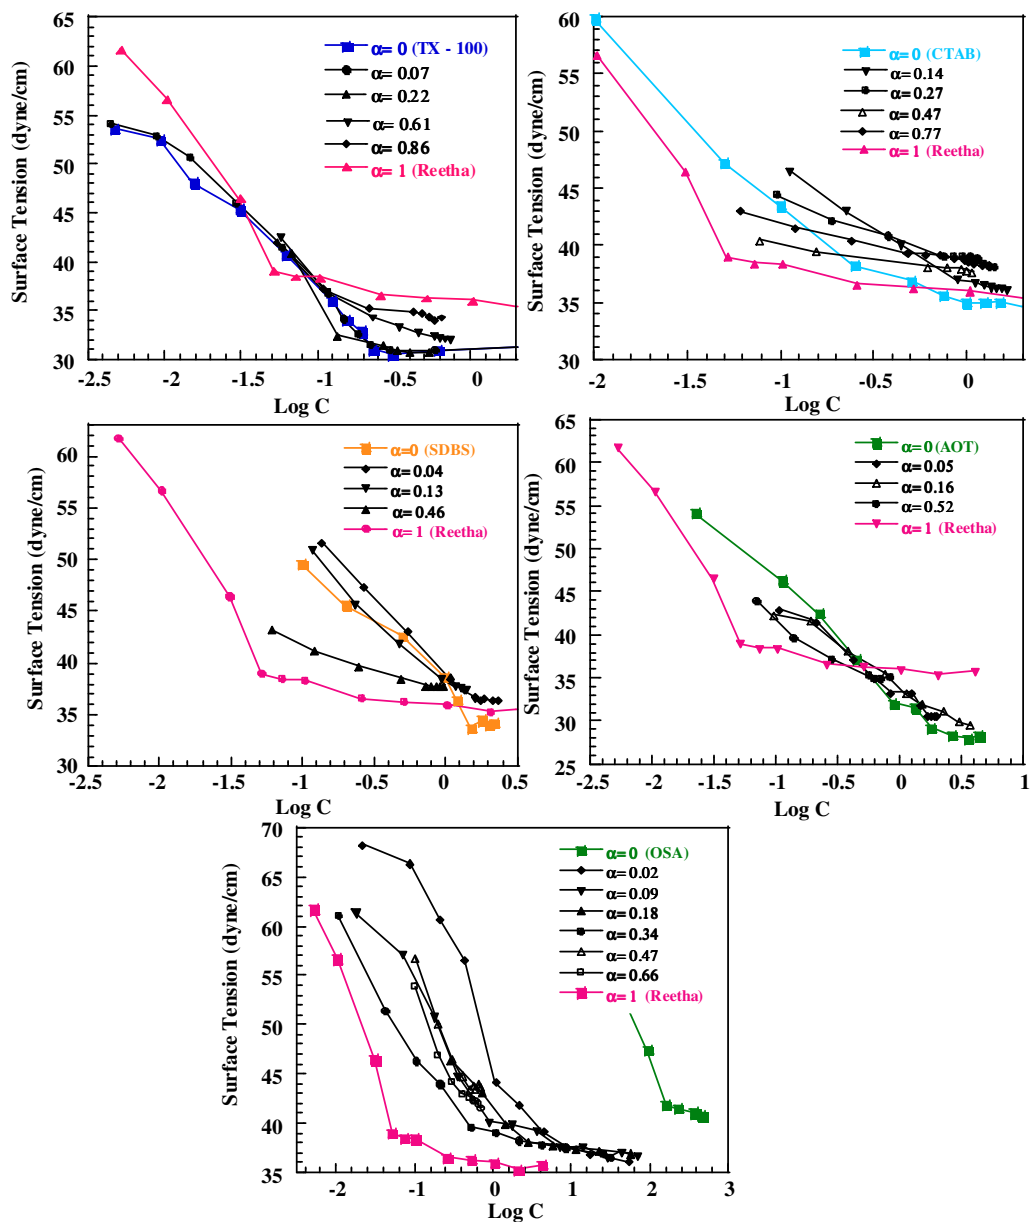 65
60
55
50
45
40
35
30
Surface Tension (dyne/cm)
-2.5 -2 -1.5 -1 -0.5 0
Log C
α= 0 (TX - 100)
α= 0.07
α= 0.22
α= 0.61
α= 0.86
α= 1 (Reetha)
60
55
50
45
40
35
30
Surface Tension (dyne/cm)
-2 -1.5 -1 -0.5 0
Log C
α= 0 (CTAB)
α= 0.14
α= 0.27
α= 0.47
α= 0.77
α= 1 (Reetha)
60
55
50
45
40
35
30
Surface Tension (dyne/cm)
-2.5 -2 -1.5 -1 -0.5 0 0.5
Log C
α=0 (SDBS)
α= 0.04
α= 0.13
α= 0.46
α= 1 (Reetha)
65
60
55
50
45
40
35
30
25
Surface Tension (dyne/cm)
-2.5 -2 -1.5 -1 -0.5 0 0.5 1
Log C
α=0 (AOT)
α= 0.05
α= 0.16
α= 0.52
α= 1 (Reetha)
70
65
60
55
50
45
40
35
Surface Tension (dyne/cm)
-2 -1 0 1 2 3
Log C
α= 0 (OSA)
α= 0.02
α= 0.09
α= 0.18
α= 0.34
α= 0.47
α= 0.66
α= 1 (Reetha)